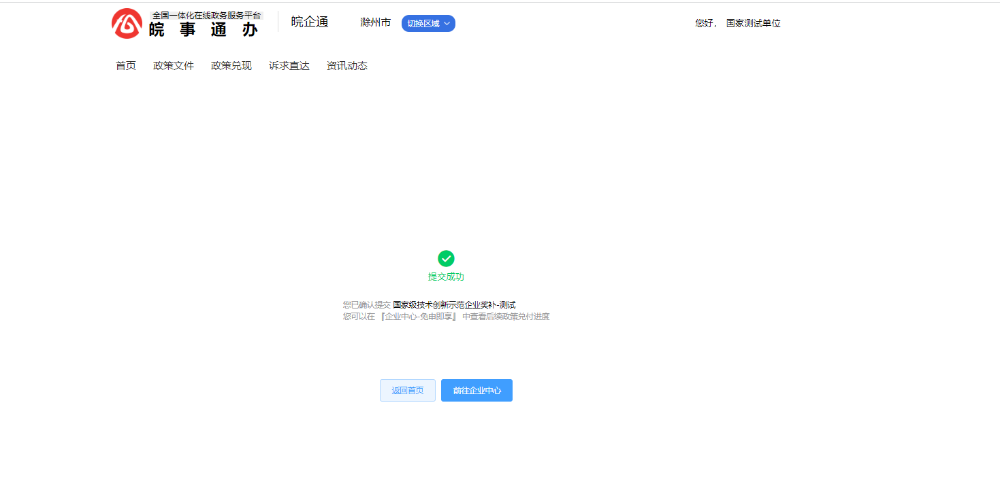 全国一体化在线政务服务平台
皖事通办
皖企通
滁州市
切换区域
您好， 国家测试单位
首页 政策文件 政策兑现 诉求直达 资讯动态
提交成功
您已确认提交 国家级技术创新示范企业奖补-测试
您可以在 『企业中心-免申即享』 中查看后续政策兑付进度
返回首页 前往企业中心